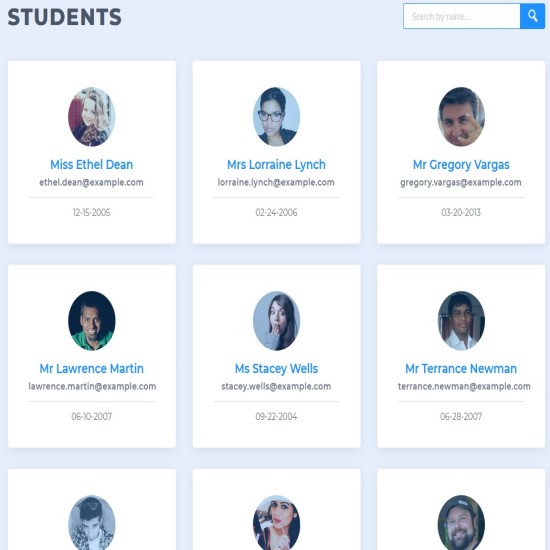 STUDENTS
Search by name...
Miss Ethel Dean
ethel.dean@example.com
12-15-2005
Mrs Lorraine Lynch
lorraine.lynch@example.com
02-24-2006
Mr Gregory Vargas
gregory.vargas@example.com
03-20-2013
Mr Lawrence Martin
lawrence.martin@example.com
06-10-2007
Ms Stacey Wells
stacey.wells@example.com
09-22-2004
Mr Terrance Newman
terrance.newman@example.com
06-28-2007